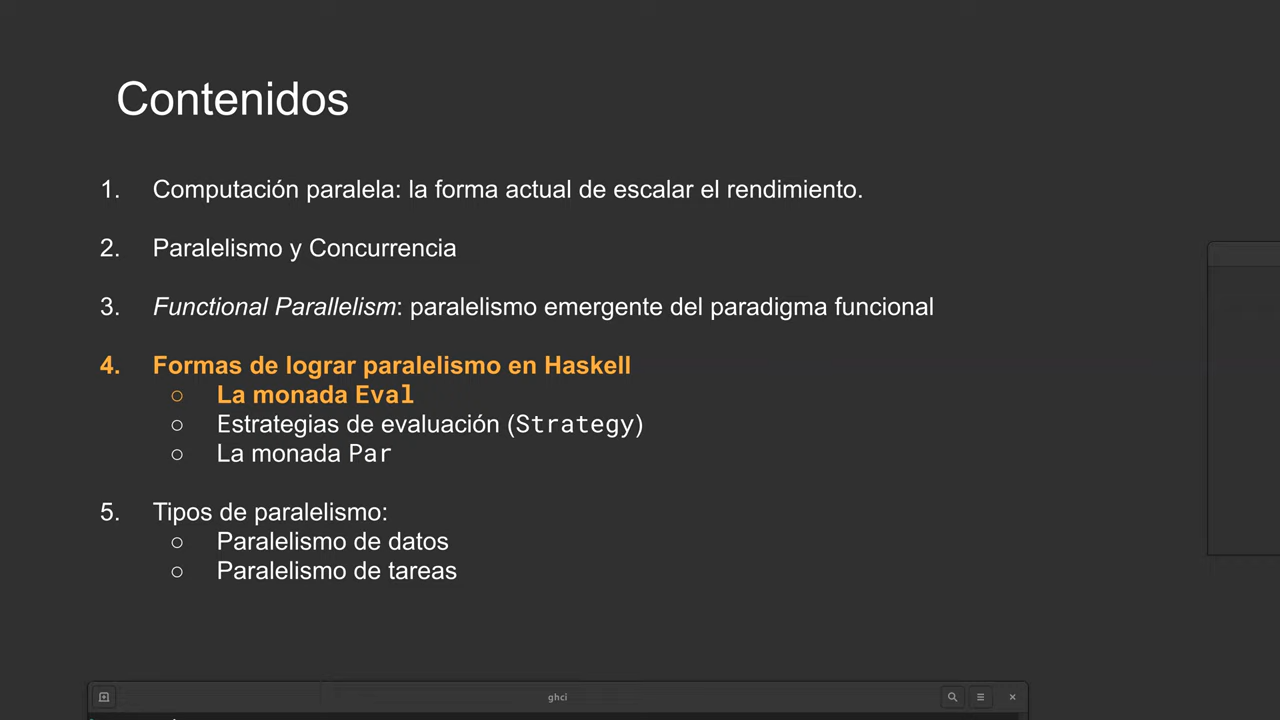 Contenidos
1. Computación paralela: la forma actual de escalar el rendimiento.
2. Paralelismo y Concurrencia
3. Functional Parallelism: paralelismo emergente del paradigma funcional
4. Formas de lograr paralelismo en Haskell
○ La monada Eval
○ Estrategias de evaluación (Strategy)
○ La monada Par
5. Tipos de paralelismo:
○ Paralelismo de datos
○ Paralelismo de tareas
ghci